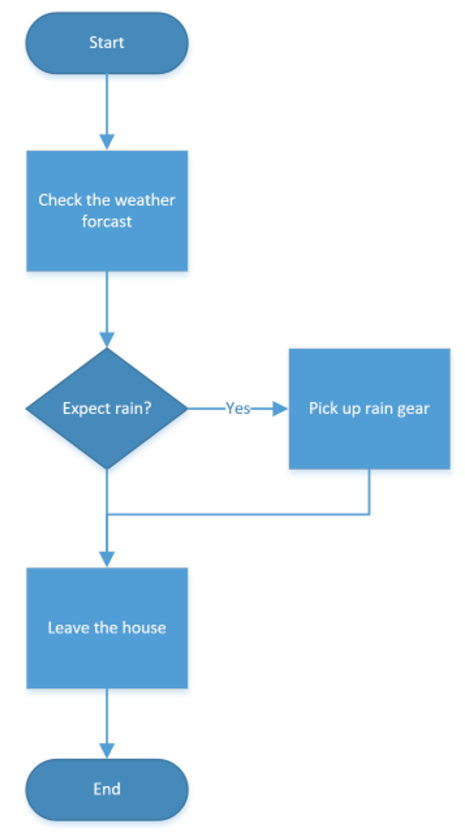 Start
Check the weather
forcast
Expect rain?
Yes
Pick up rain gear
Leave the house
End